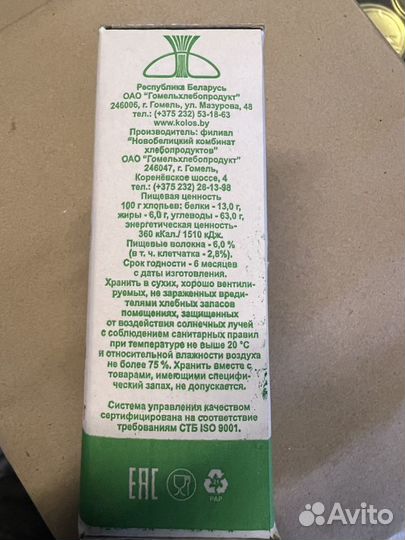 Республика Беларусь
ОАО "Гомельхлебопродукт"
246006, г. Гомель, ул. Мазурова, 48
тел.: (+375 232) 53-18-63
www.kolos.by
Производитель: филиал
"Новобелицкий комбинат
хлебопродуктов"
ОАО "Гомельхлебопродукт"
246047, г. Гомель,
Кореневское шоссе, 4
тел.: (+375 232) 26-13-98
Пищевая ценность
100 г хлопьев: белки - 13,0 г,
жиры - 6,0 г, углеводы - 63,0 г,
энергетическая ценность-
360 кКал./ 1510 кДж.
Пищевые волокна - 6,0 %
(в т. ч. клетчатка - 2,8%).
Срок годности - 6 месяцев
с даты изготовления.
Хранить в сухих, хорошо вентили-
руемых, не зараженных вреди-
телями хлебных запасов
помещениях, защищенных
от воздействия солнечных лучей
с соблюдением санитарных правил
при температуре не выше 20 °С
и относительной влажности воздуха
не более 75 %. Хранить вместе с
товарами, имеющими специфи-
ческий запах, не допускается.
Система управления качеством
сертифицирована на соответствие
требованиям СТБ ISO 9001.
EAC
PAP
Avito